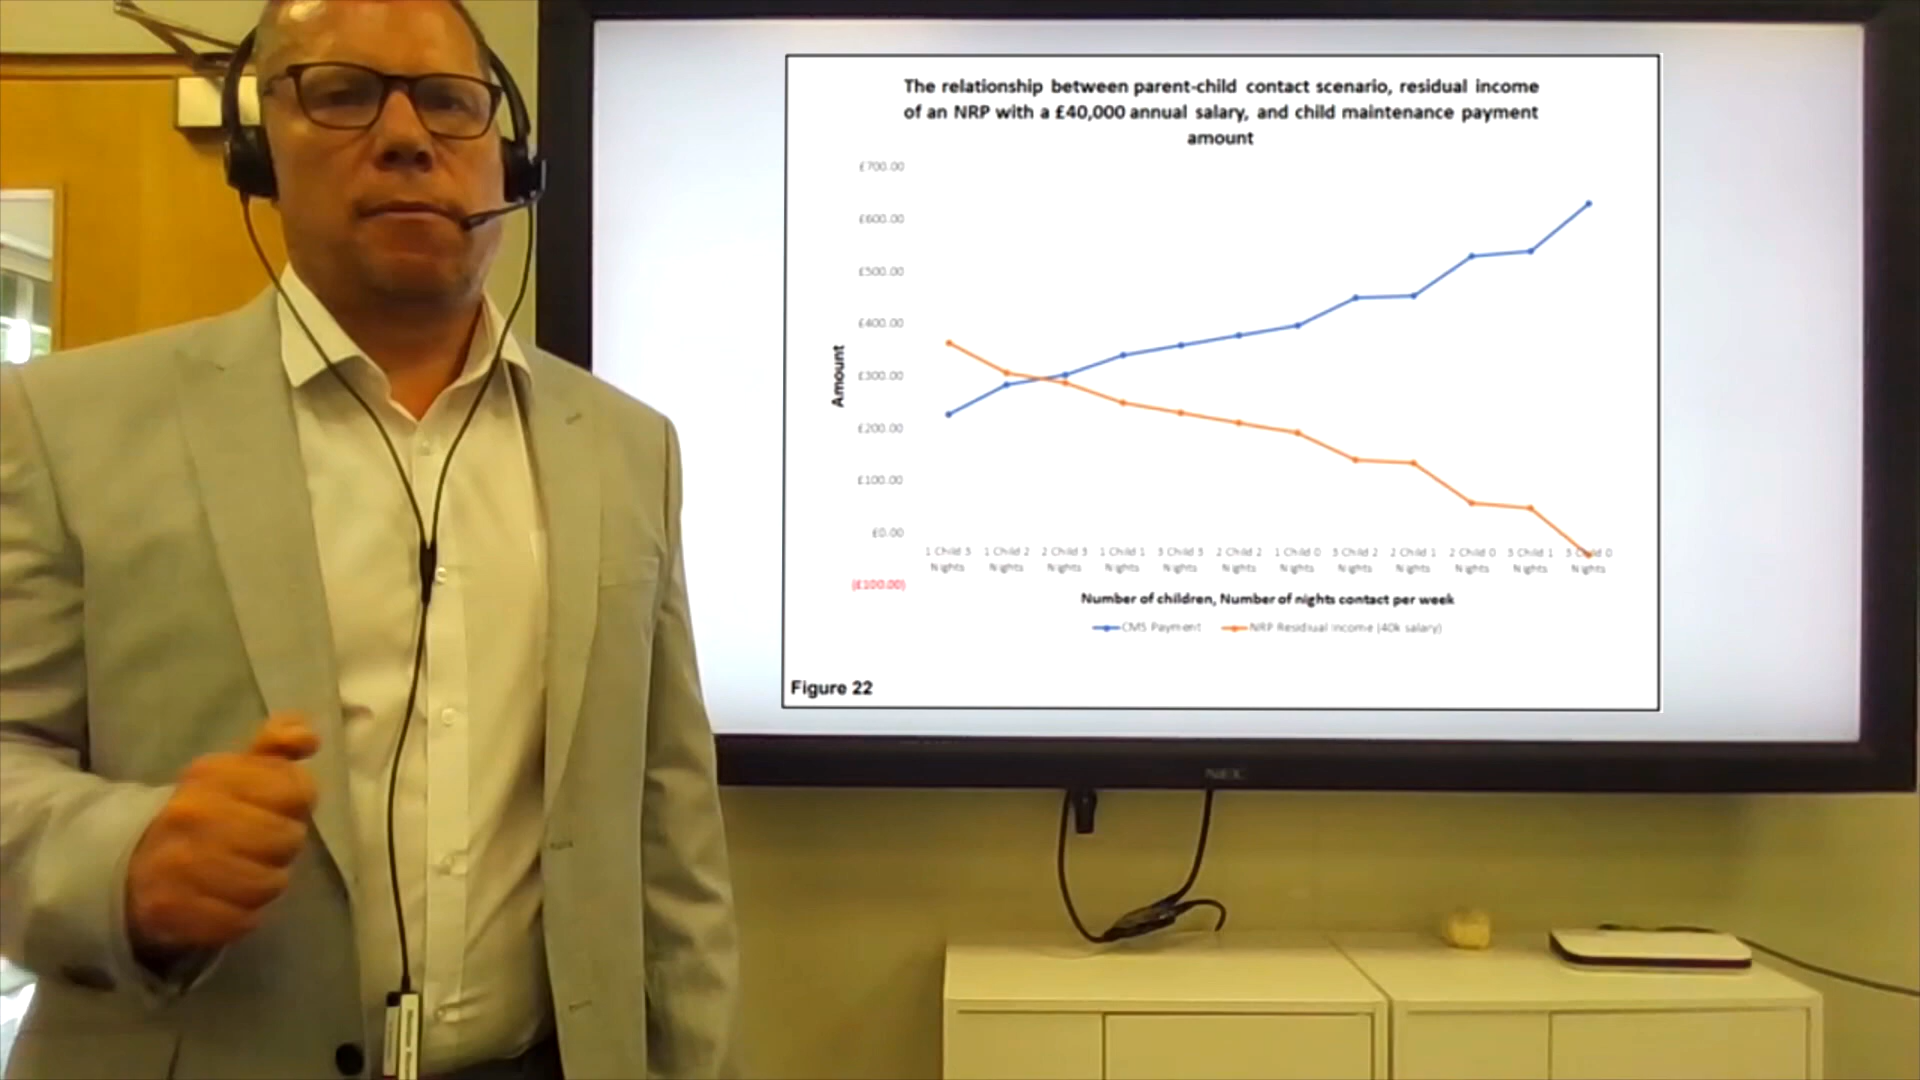 The relationship between parent-child contact scenario, residual income
of an NRP with a £40,000 annual salary, and child maintenance payment
amount
£700.00
£600.00
£500.00
£400.00
£300.00
£200.00
£100.00
£0.00
(£100.00)
Amount
1 Child 3 Nights
1 Child 2 Nights
2 Child 3 Nights
1 Child 1 Nights
3 Child 3 Nights
2 Child 2 Nights
1 Child 0 Nights
3 Child 2 Nights
2 Child 1 Nights
2 Child 0 Nights
3 Child 1 Nights
3 Child 0 Nights
Number of children, Number of nights contact per week
CMS Payment
NRP Residiual Income (40k salary)
Figure 22
NEC